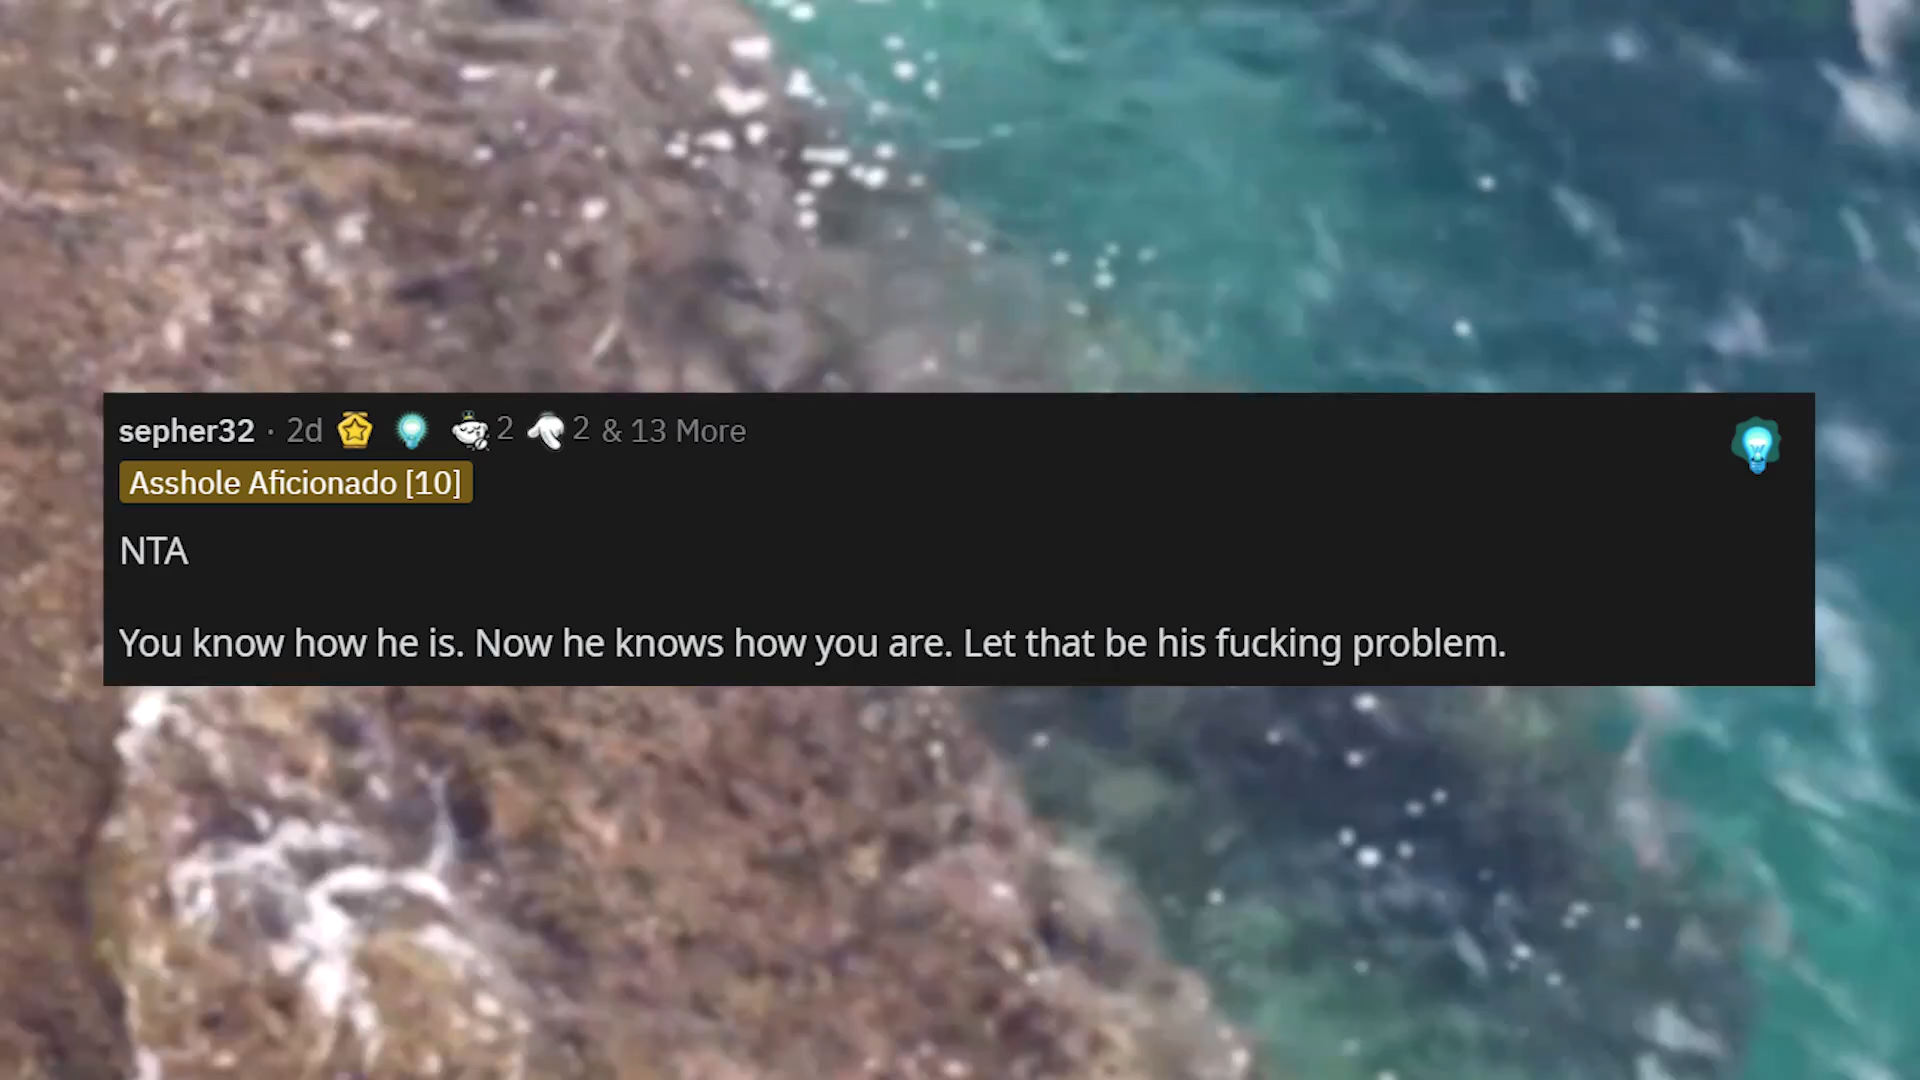 sepher32 · 2d 2 2 & 13 More
Asshole Aficionado [10]
NTA
You know how he is. Now he knows how you are. Let that be his fucking problem.